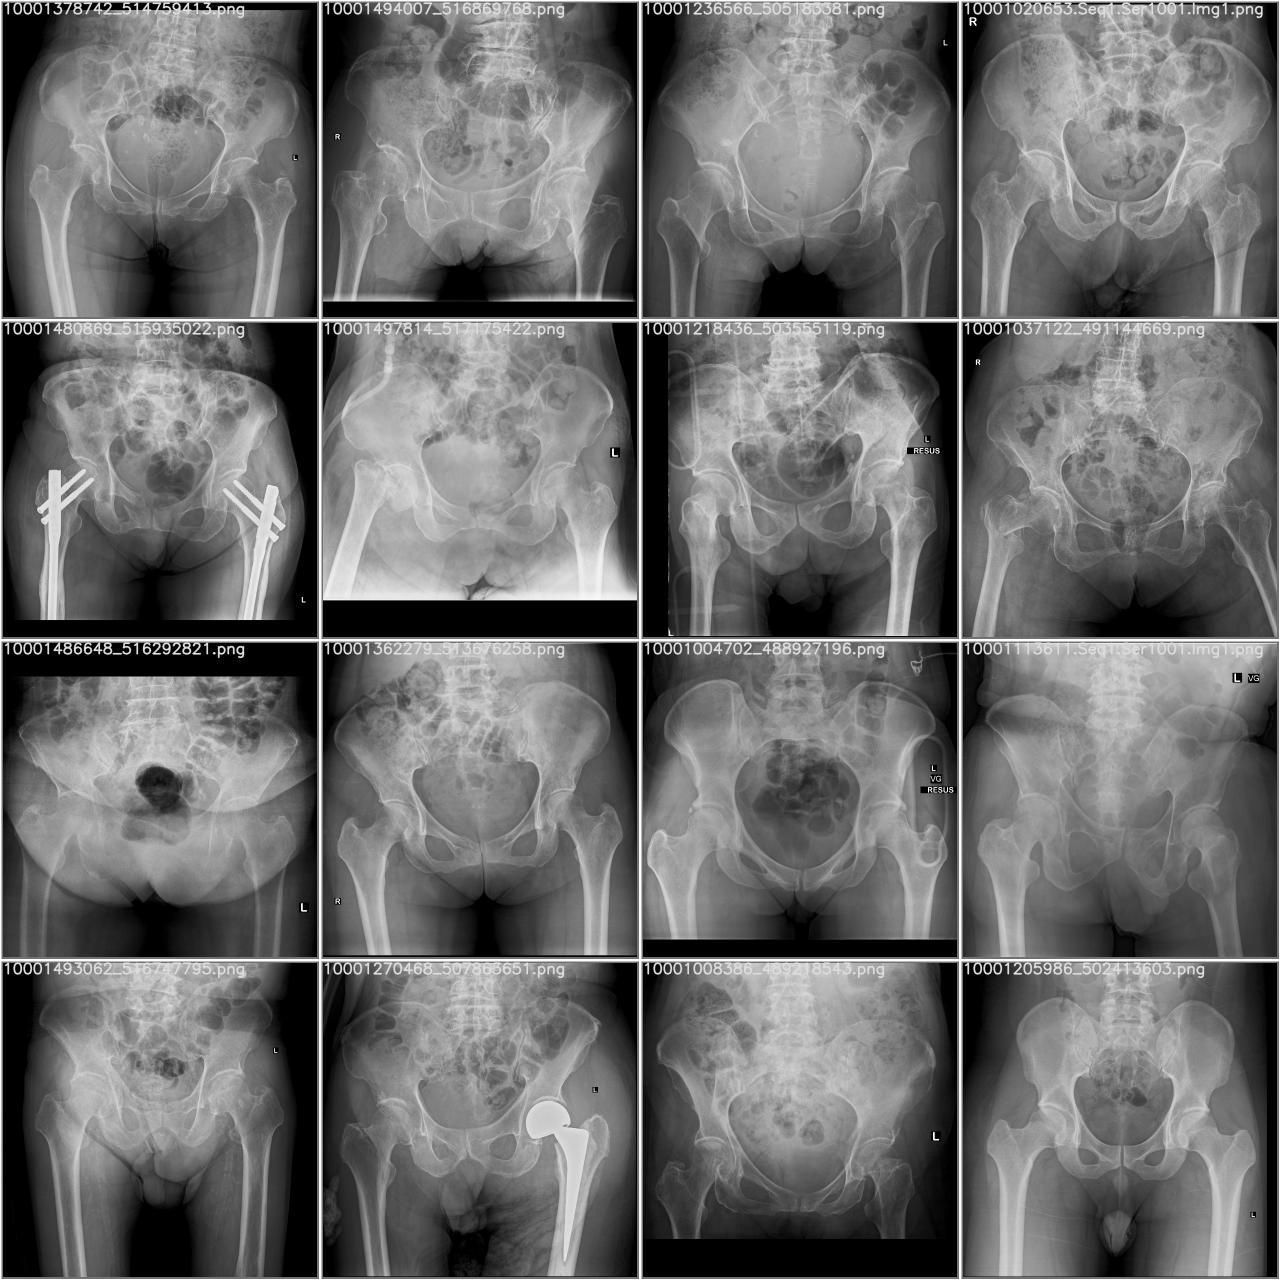 10001378742_514759413.png
10001494007_516869768.png
10001236566_505183381.png
10001020653.Seq1.Ser1001.Img1.png
L
R
L
R
10001480869_515935022.png
10001497814_517175422.png
10001218436_503555119.png
10001037122_491144669.png
L
L
L
RESUS
L
R
10001486648_516292821.png
10001362279_513676258.png
10001004702_488927196.png
10001113611.Seq1.Ser1001.Img1.png
L
R
L
VG
RESUS
L VG
10001493062_516747795.png
10001270468_507863651.png
10001008386_489218543.png
10001205986_502413603.png
L
L
L
L